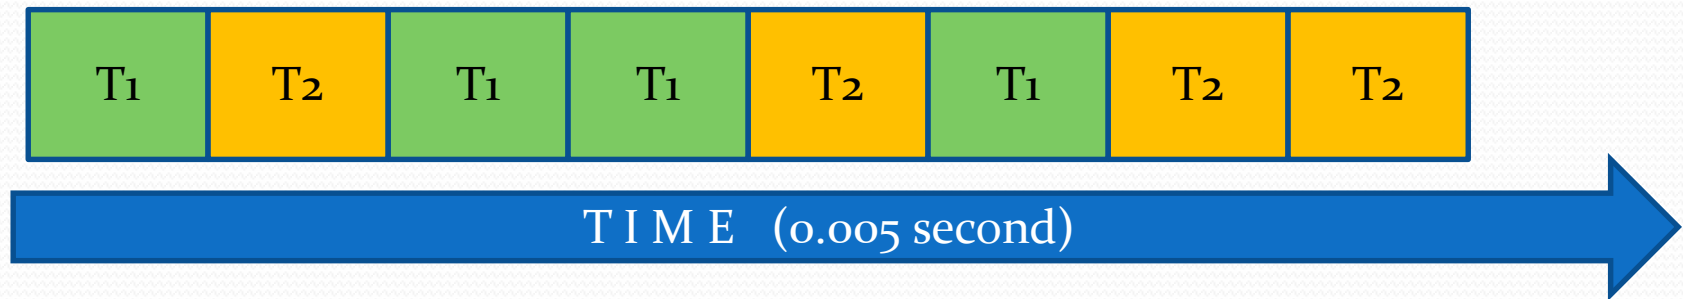 T1 T2 T1 T1 T2 T1 T2 T2
T I M E (0.005 second)